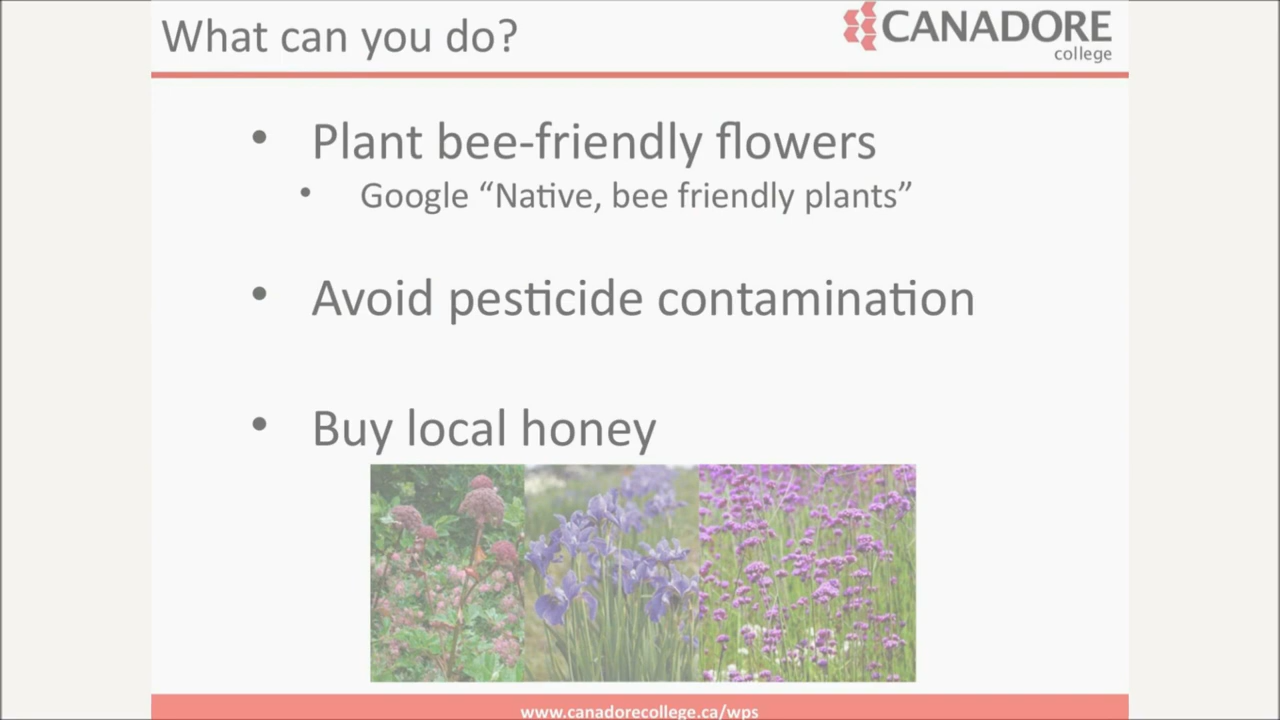 What can you do?
CANADORE
college
• Plant bee-friendly flowers
• Google “Native, bee friendly plants”
• Avoid pesticide contamination
• Buy local honey
www.canadorecollege.ca/wps